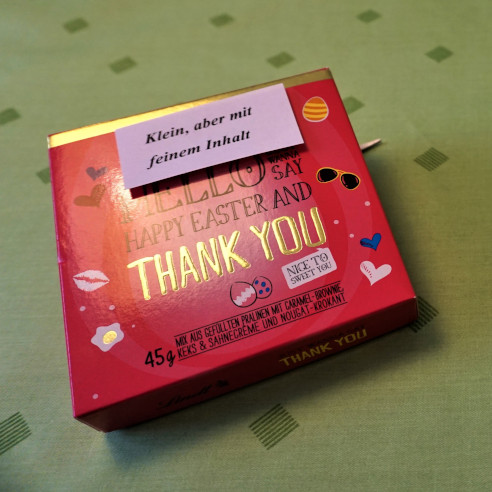 Klein, aber mit
feinem Inhalt
HELLO
SAY
HAPPY EASTER AND
THANK YOU
NICE TO
SWEET YOU
MIX AUS GEFÜLLTEN PRALINEN MIT CARAMEL-BROWNIE,
45g KEKS & SAHNECRÈME UND NOUGAT-KROKANT
THANK YOU